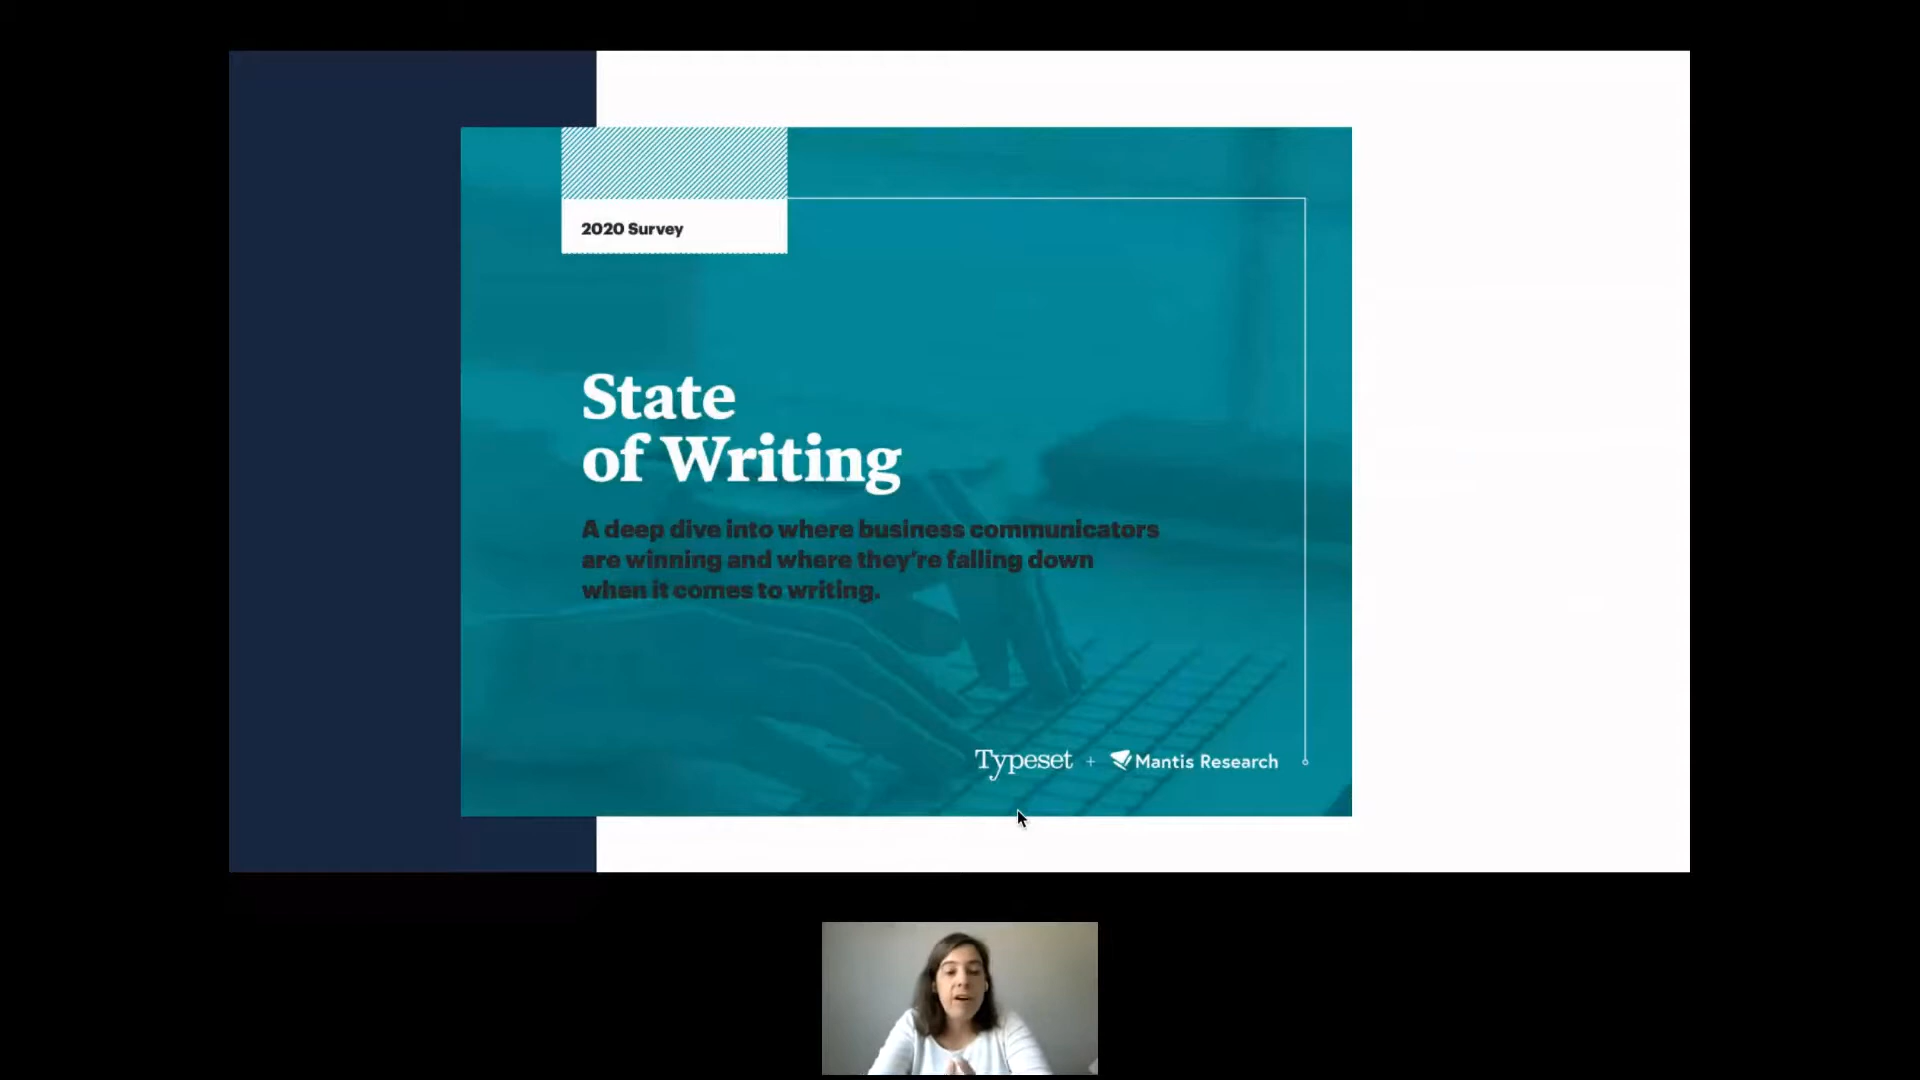 2020 Survey
State
of Writing
A deep dive into where business communicators
are winning and where they're falling down
when it comes to writing.
Typeset + Mantis Research